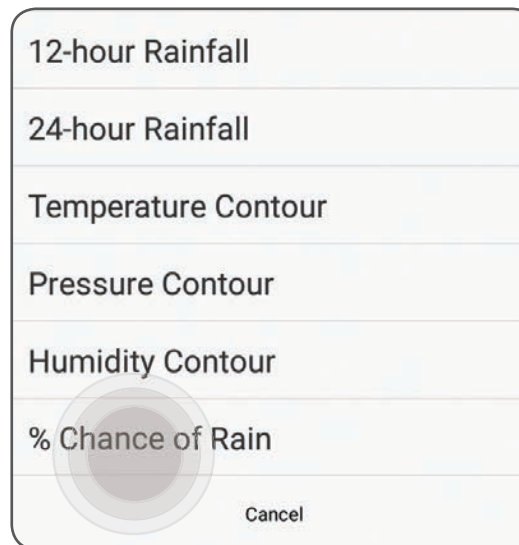 12-hour Rainfall
24-hour Rainfall
Temperature Contour
Pressure Contour
Humidity Contour
% Chance of Rain
Cancel